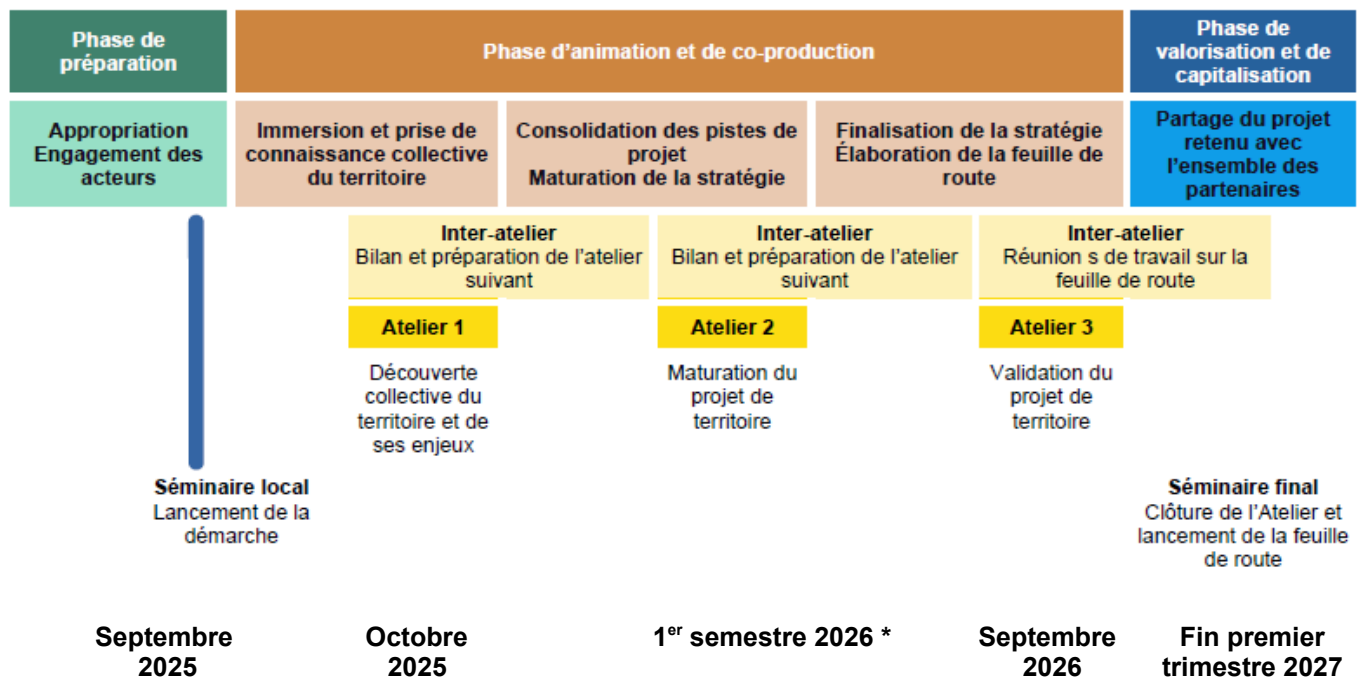 Phase de
préparation
Phase d'animation et de co-production
Phase de
valorisation et de
capitalisation
Appropriation
Engagement des
acteurs
Immersion et prise de
connaissance collective
du territoire
Consolidation des pistes de
projet
Maturation de la stratégie
Finalisation de la stratégie
Élaboration de la feuille de
route
Partage du projet
retenu avec
l'ensemble des
partenaires
Inter-atelier
Bilan et préparation de l'atelier
suivant
Inter-atelier
Bilan et préparation de l'atelier
suivant
Inter-atelier
Réunion s de travail sur la
feuille de route
Atelier 1
Atelier 2
Atelier 3
Découverte
collective du
territoire et de
ses enjeux
Maturation du
projet de
territoire
Validation du
projet de
territoire
Séminaire local
Lancement de la
démarche
Séminaire final
Clôture de l'Atelier et
lancement de la feuille
de route
Septembre
2025
Octobre
2025
1er semestre 2026 *
Septembre
2026
Fin premier
trimestre 2027